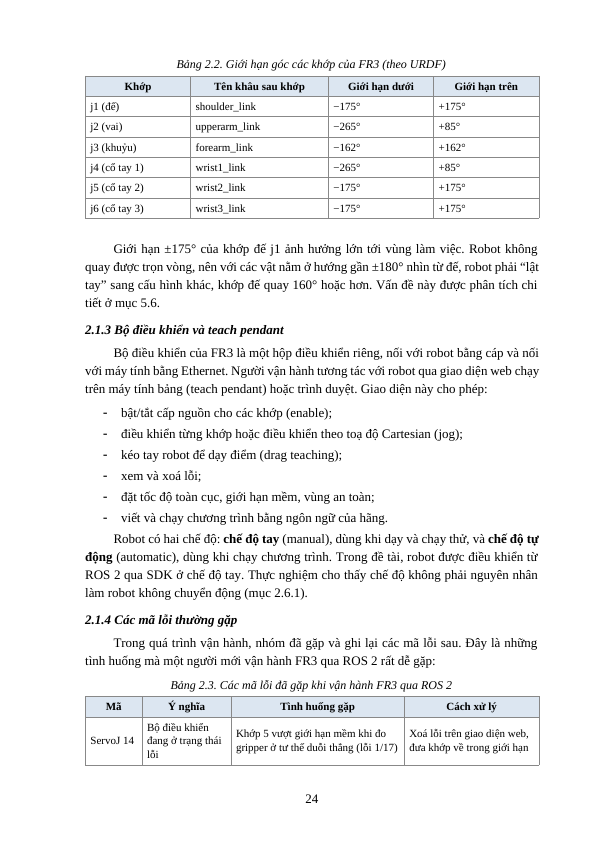 Bảng 2.2. Giới hạn góc các khớp của FR3 (theo URDF)
Khớp Tên khâu sau khớp Giới hạn dưới Giới hạn trên
j1 (đế) shoulder_link −175° +175°
j2 (vai) upperarm_link −265° +85°
j3 (khuỷu) forearm_link −162° +162°
j4 (cổ tay 1) wrist1_link −265° +85°
j5 (cổ tay 2) wrist2_link −175° +175°
j6 (cổ tay 3) wrist3_link −175° +175°
Giới hạn ±175° của khớp đế j1 ảnh hưởng lớn tới vùng làm việc. Robot không
quay được trọn vòng, nên với các vật nằm ở hướng gần ±180° nhìn từ đế, robot phải “lật
tay” sang cấu hình khác, khớp đế quay 160° hoặc hơn. Vấn đề này được phân tích chi
tiết ở mục 5.6.
2.1.3 Bộ điều khiển và teach pendant
Bộ điều khiển của FR3 là một hộp điều khiển riêng, nối với robot bằng cáp và nối
với máy tính bằng Ethernet. Người vận hành tương tác với robot qua giao diện web chạy
trên máy tính bảng (teach pendant) hoặc trình duyệt. Giao diện này cho phép:
- bật/tắt cấp nguồn cho các khớp (enable);
- điều khiển từng khớp hoặc điều khiển theo toạ độ Cartesian (jog);
- kéo tay robot để dạy điểm (drag teaching);
- xem và xoá lỗi;
- đặt tốc độ toàn cục, giới hạn mềm, vùng an toàn;
- viết và chạy chương trình bằng ngôn ngữ của hãng.
Robot có hai chế độ: chế độ tay (manual), dùng khi dạy và chạy thử, và chế độ tự
động (automatic), dùng khi chạy chương trình. Trong đề tài, robot được điều khiển từ
ROS 2 qua SDK ở chế độ tay. Thực nghiệm cho thấy chế độ không phải nguyên nhân
làm robot không chuyển động (mục 2.6.1).
2.1.4 Các mã lỗi thường gặp
Trong quá trình vận hành, nhóm đã gặp và ghi lại các mã lỗi sau. Đây là những
tình huống mà một người mới vận hành FR3 qua ROS 2 rất dễ gặp:
Bảng 2.3. Các mã lỗi đã gặp khi vận hành FR3 qua ROS 2
Mã Ý nghĩa Tình huống gặp Cách xử lý
ServoJ 14
Bộ điều khiển
đang ở trạng thái
lỗi
Khớp 5 vượt giới hạn mềm khi đo
gripper ở tư thế duỗi thẳng (lỗi 1/17)
Xoá lỗi trên giao diện web,
đưa khớp về trong giới hạn
24